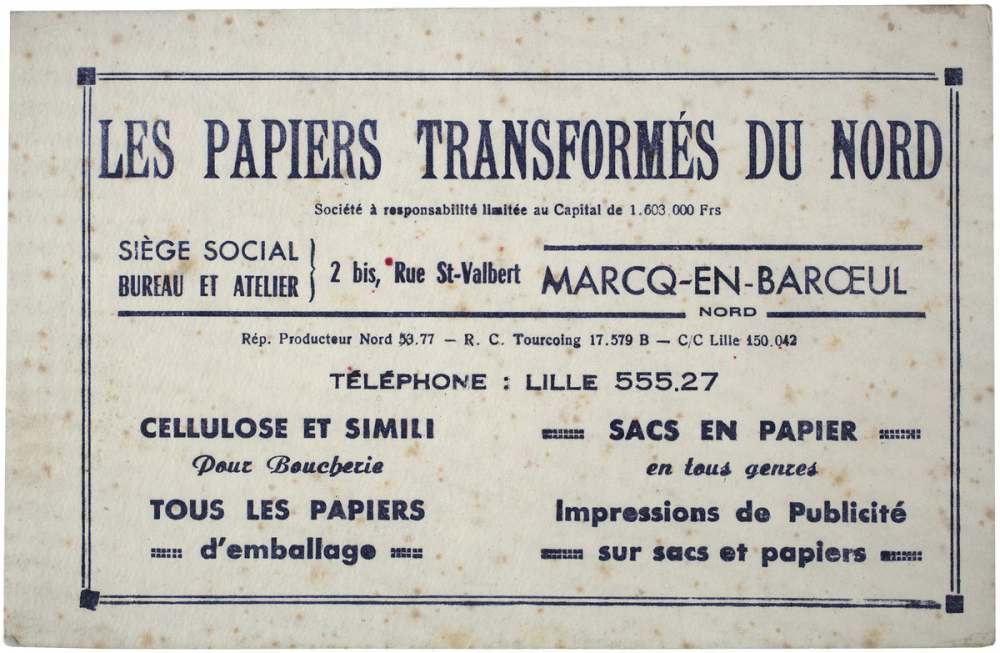 LES PAPIERS TRANSFORMÉS DU NORD
Société à responsabilité limitée au Capital de 1.603.000 Frs
SIÈGE SOCIAL
BUREAU ET ATELIER } 2 bis, Rue St-Valbert MARCQ-EN-BARŒUL
NORD
Rép. Producteur Nord 53.77 — R. C. Tourcoing 17.579 B — C/C Lille 150.042
TÉLÉPHONE : LILLE 555.27
CELLULOSE ET SIMILI
Pour Boucherie
TOUS LES PAPIERS
d'emballage
SACS EN PAPIER
en tous genres
Impressions de Publicité
sur sacs et papiers